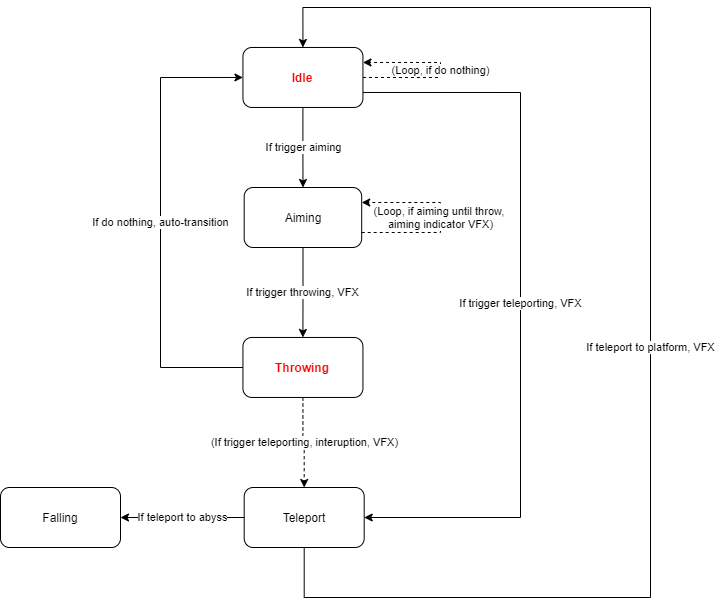 Idle
(Loop, if do nothing)
If trigger aiming
Aiming
(Loop, if aiming until throw,
aiming indicator VFX)
If do nothing, auto-transition
If trigger throwing, VFX
If trigger teleporting, VFX
If teleport to platform, VFX
Throwing
(If trigger teleporting, interuption, VFX)
Falling
If teleport to abyss
Teleport